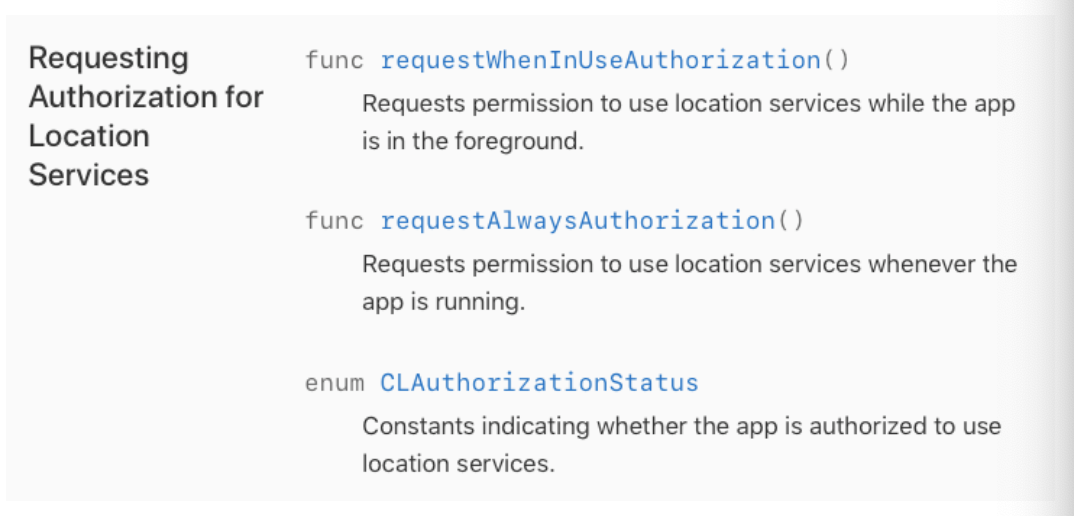 Requesting
Authorization for
Location
Services
func requestWhenInUseAuthorization()
Requests permission to use location services while the app
is in the foreground.
func requestAlwaysAuthorization()
Requests permission to use location services whenever the
app is running.
enum CLAuthorizationStatus
Constants indicating whether the app is authorized to use
location services.